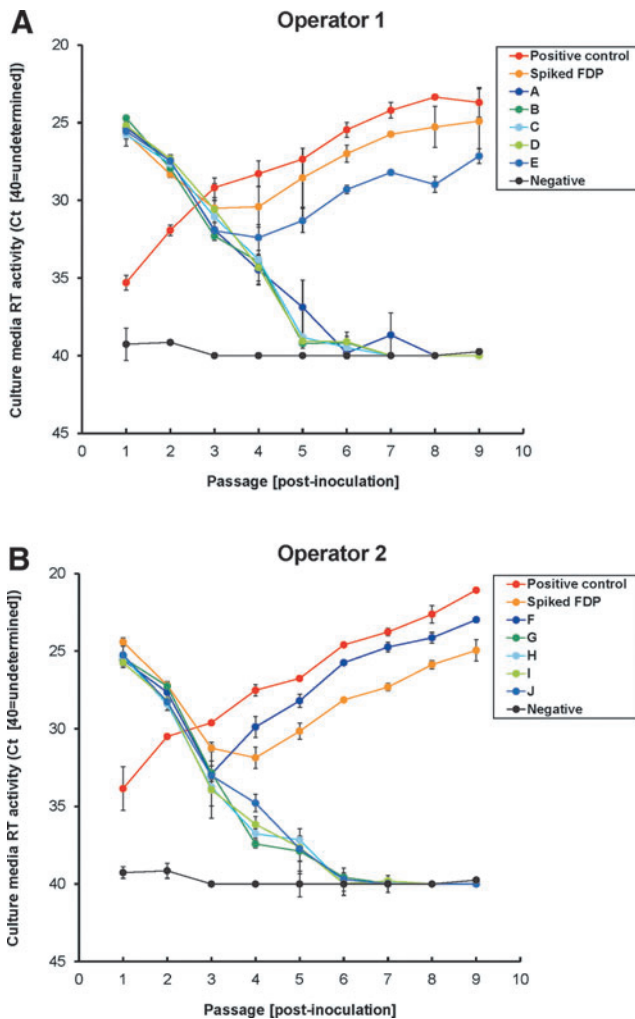 A
Operator 1
Culture media RT activity (Ct [40=undetermined])
20
25
30
35
40
45
0 1 2 3 4 5 6 7 8 9 10
Passage [post-inoculation]
Positive control
Spiked FDP
A
B
C
D
E
Negative
B
Operator 2
Culture media RT activity (Ct [40=undetermined])
20
25
30
35
40
45
0 1 2 3 4 5 6 7 8 9 10
Passage [post-inoculation]
Positive control
Spiked FDP
F
G
H
I
J
Negative